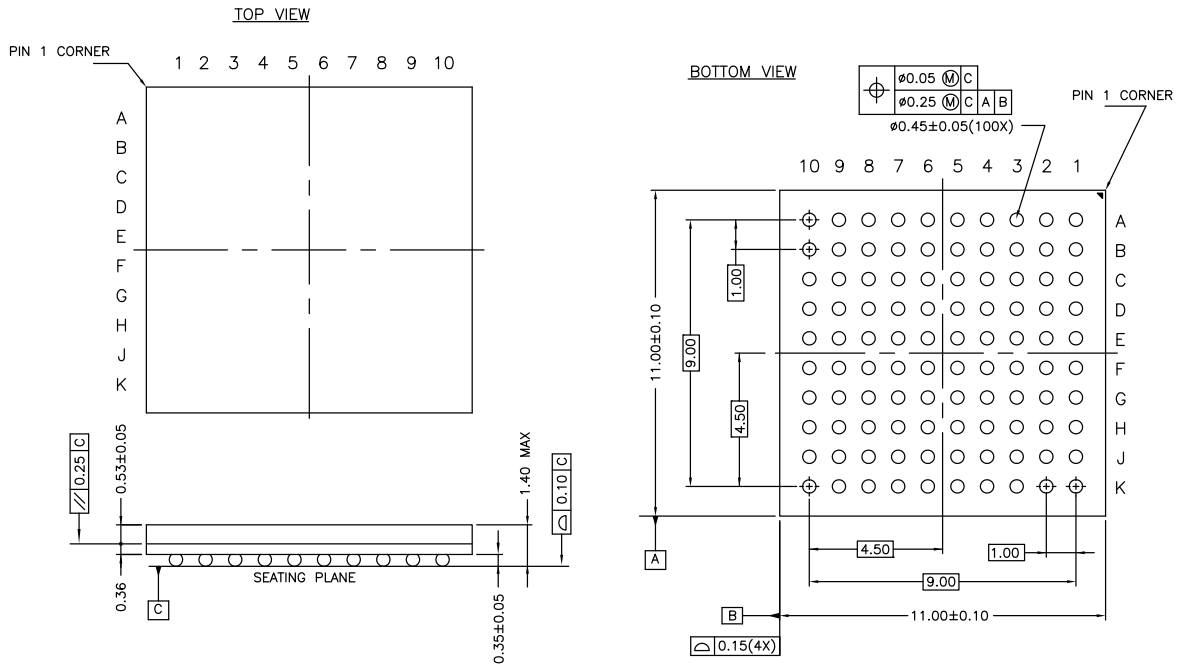 TOP VIEW
PIN 1 CORNER
1 2 3 4 5 6 7 8 9 10
A
B
C
D
E
F
G
H
J
K
// 0.25 C
0.53±0.05
0.36
C
SEATING PLANE
1.40 MAX
0.35±0.05
0.10 C
BOTTOM VIEW
ø0.05 Ⓜ C
ø0.25 Ⓜ C A B
ø0.45±0.05(100X)
PIN 1 CORNER
10 9 8 7 6 5 4 3 2 1
A
B
C
D
E
F
G
H
J
K
11.00±0.10
9.00
1.00
4.50
A
4.50
1.00
9.00
B
11.00±0.10
0.15(4X)